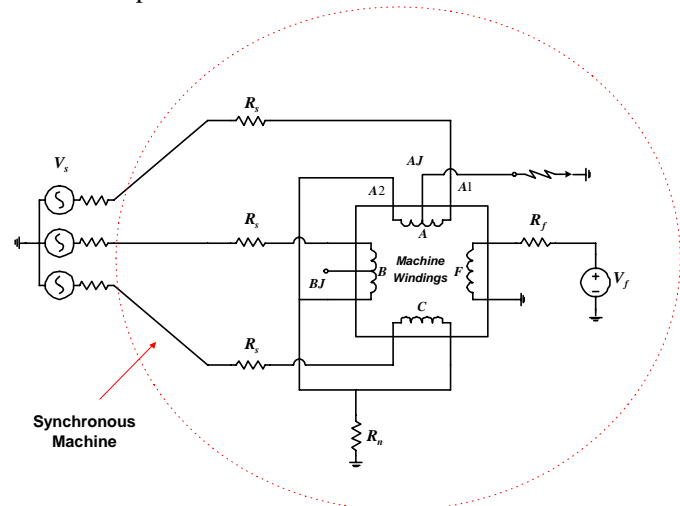 R_s
V_s
AJ
A2
A1
R_s
A
R_f
Machine
Windings
B
F
BJ
V_f
C
R_s
Synchronous
Machine
R_n